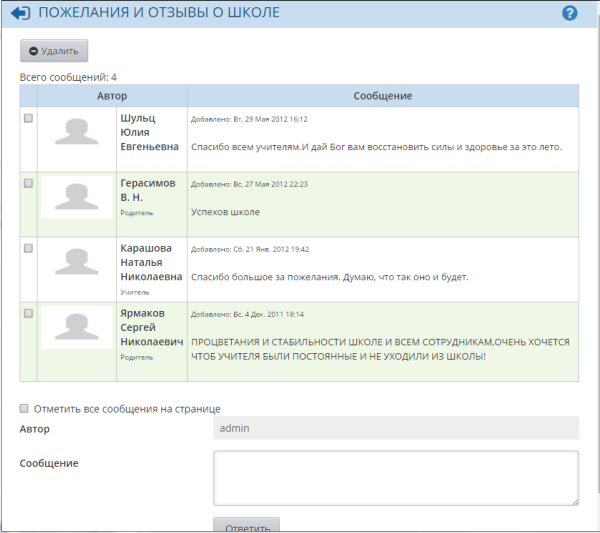 ПОЖЕЛАНИЯ И ОТЗЫВЫ О ШКОЛЕ
?
Удалить
Всего сообщений: 4
Автор
Сообщение
Шульц
Юлия
Евгеньевна
Добавлено: Вт, 29 Мая 2012 16:12
Спасибо всем учителям.И дай Бог вам восстановить силы и здоровье за это лето.
Герасимов
В. Н.
Родитель
Добавлено: Вс, 27 Мая 2012 22:23
Успехов школе
Карашова
Наталья
Николаевна
Учитель
Добавлено: Сб, 21 Янв. 2012 19:42
Спасибо большое за пожелания. Думаю, что так оно и будет.
Ярмаков
Сергей
Николаевич
Родитель
Добавлено: Вс, 4 Дек. 2011 18:14
ПРОЦВЕТАНИЯ И СТАБИЛЬНОСТИ ШКОЛЕ И ВСЕМ СОТРУДНИКАМ.ОЧЕНЬ ХОЧЕТСЯ
ЧТОБ УЧИТЕЛЯ БЫЛИ ПОСТОЯННЫЕ И НЕ УХОДИЛИ ИЗ ШКОЛЫ!
Отметить все сообщения на странице
Автор
admin
Сообщение
Ответить